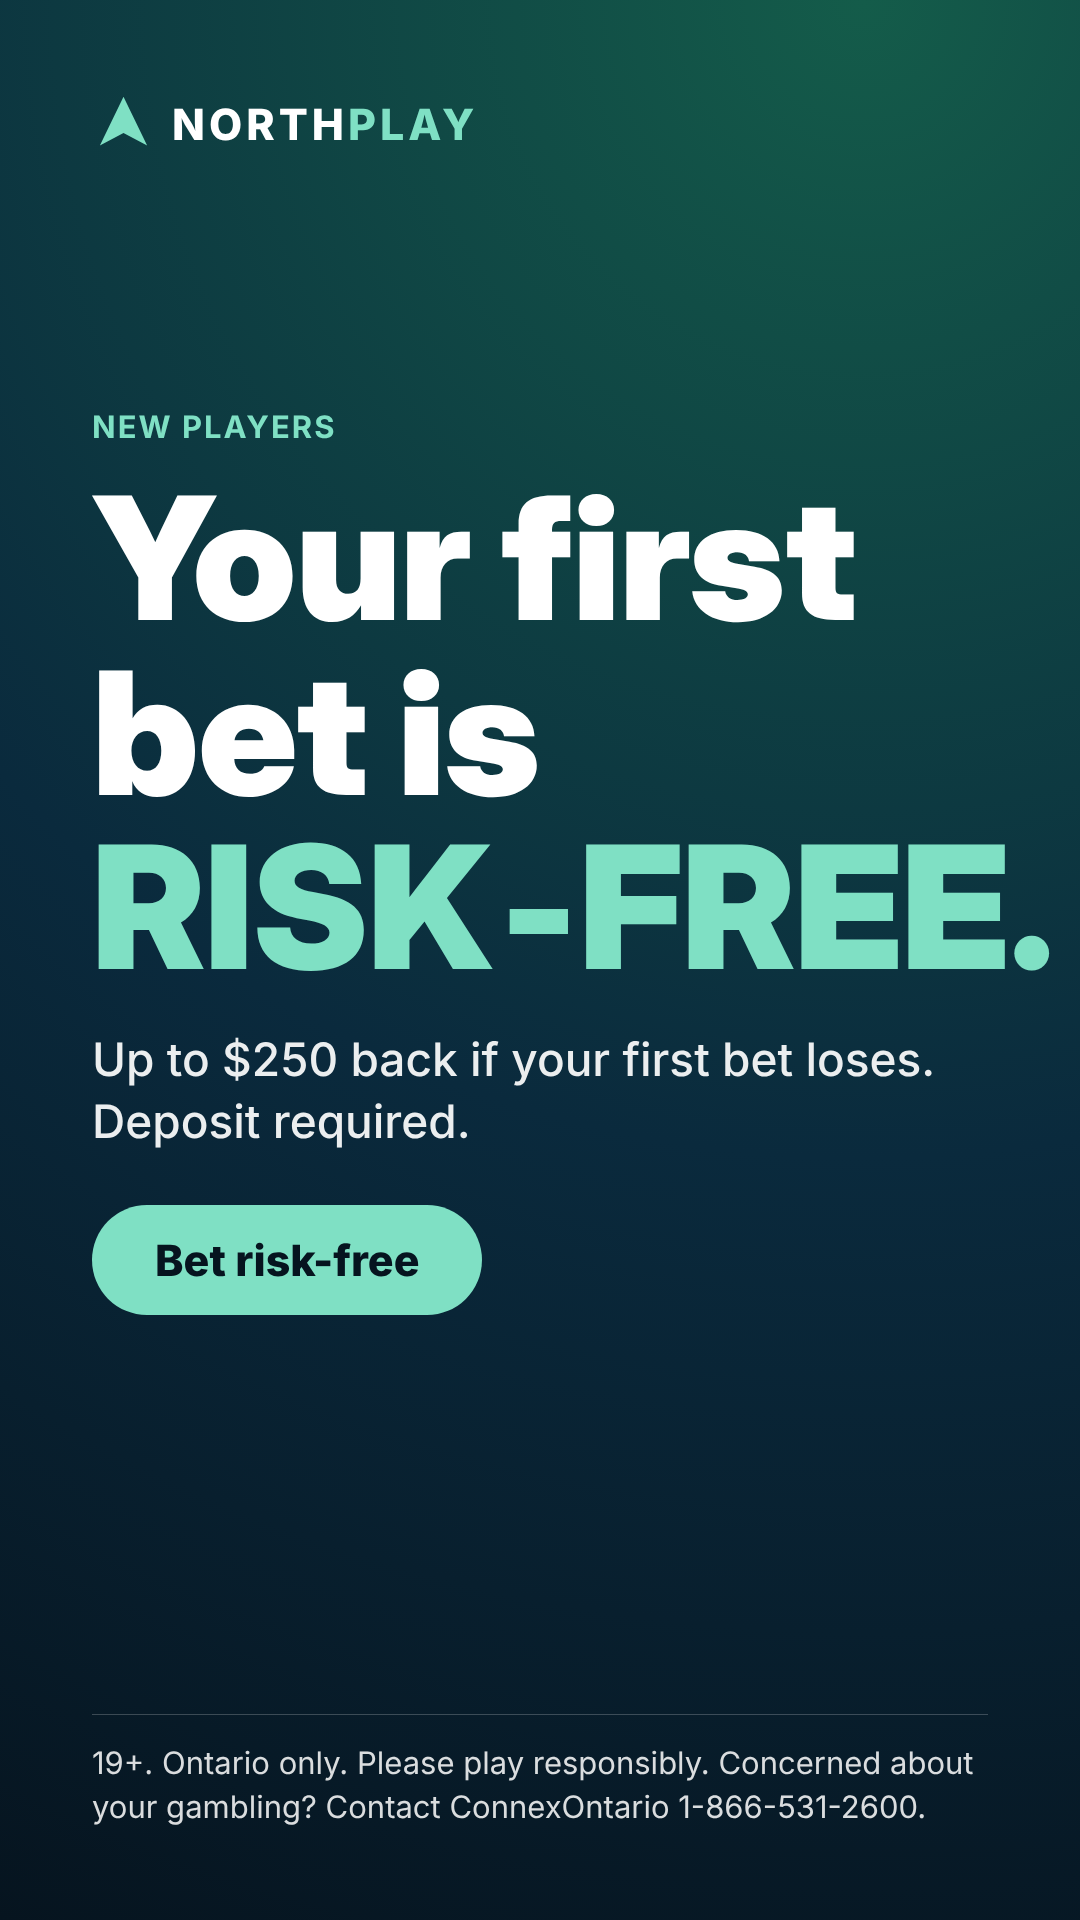 NORTHPLAY
NEW PLAYERS
Your first
bet is
RISK-FREE.
Up to $250 back if your first bet loses.
Deposit required.
Bet risk-free
19+. Ontario only. Please play responsibly. Concerned about
your gambling? Contact ConnexOntario 1-866-531-2600.